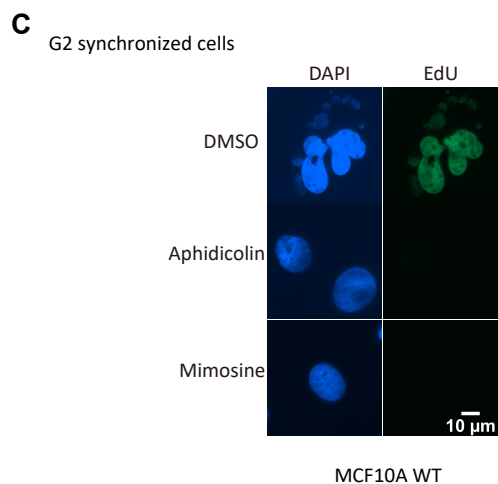 C
G2 synchronized cells
DAPI EdU
DMSO
Aphidicolin
Mimosine
10 μm
MCF10A WT